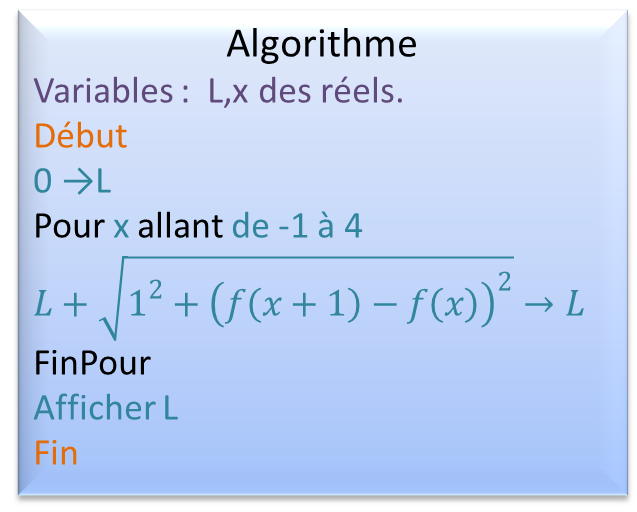 Algorithme
Variables : L,x des réels.
Début
0 →L
Pour x allant de -1 à 4
L + √(1² + (f(x + 1) − f(x))²) → L
FinPour
Afficher L
Fin